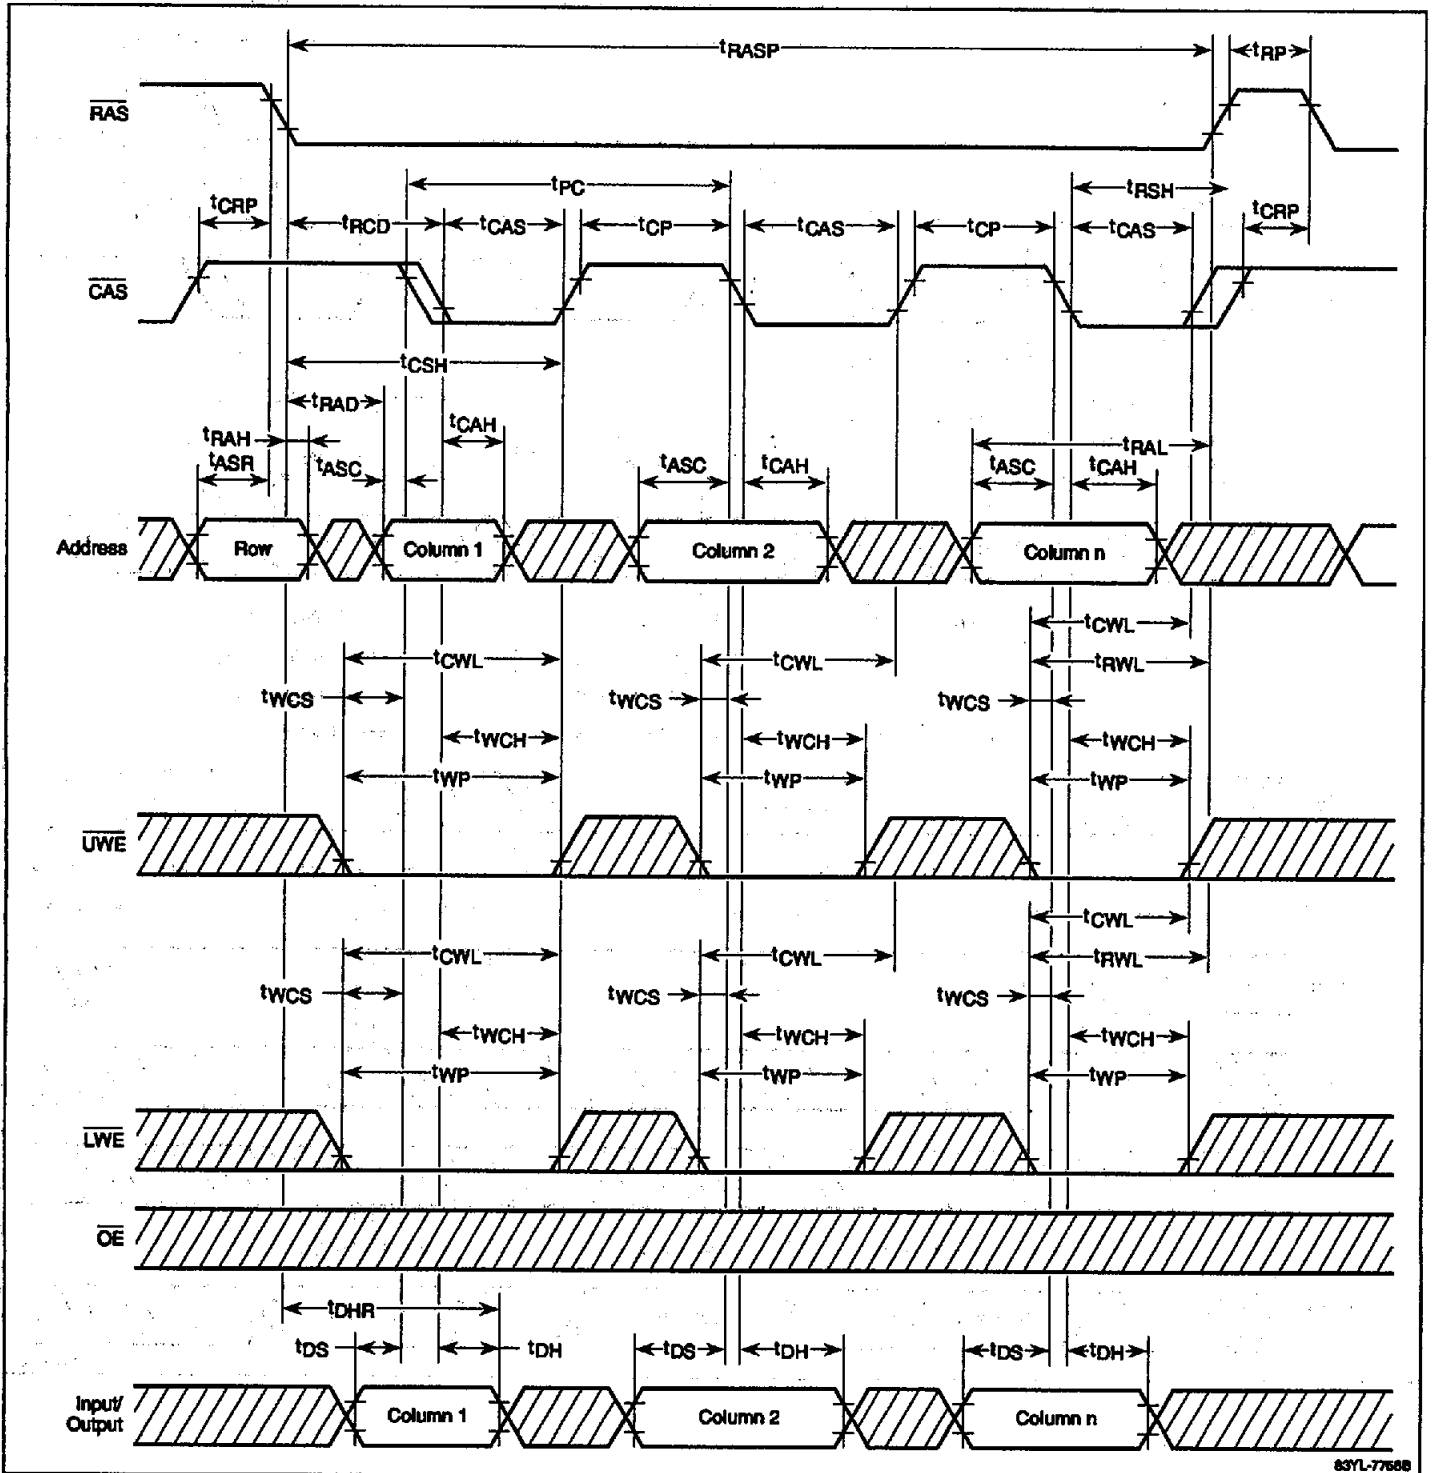 tRASP tRP
RAS
tPC tRSH
tCRP tRCD tCAS tCP tCAS tCP tCAS tCRP
CAS
tCSH
tRAD
tRAH tCAH tRAL
tASR tASC tASC tCAH tASC tCAH
Address Row Column 1 Column 2 Column n
tCWL
tCWL tCWL tRWL
tWCS tWCS tWCS
tWCH tWCH tWCH
tWP tWP tWP
UWE
tCWL
tCWL tCWL tRWL
tWCS tWCS tWCS
tWCH tWCH tWCH
tWP tWP tWP
LWE
OE
tDHR
tDS tDH tDS tDH tDS tDH
Input/
Output Column 1 Column 2 Column n